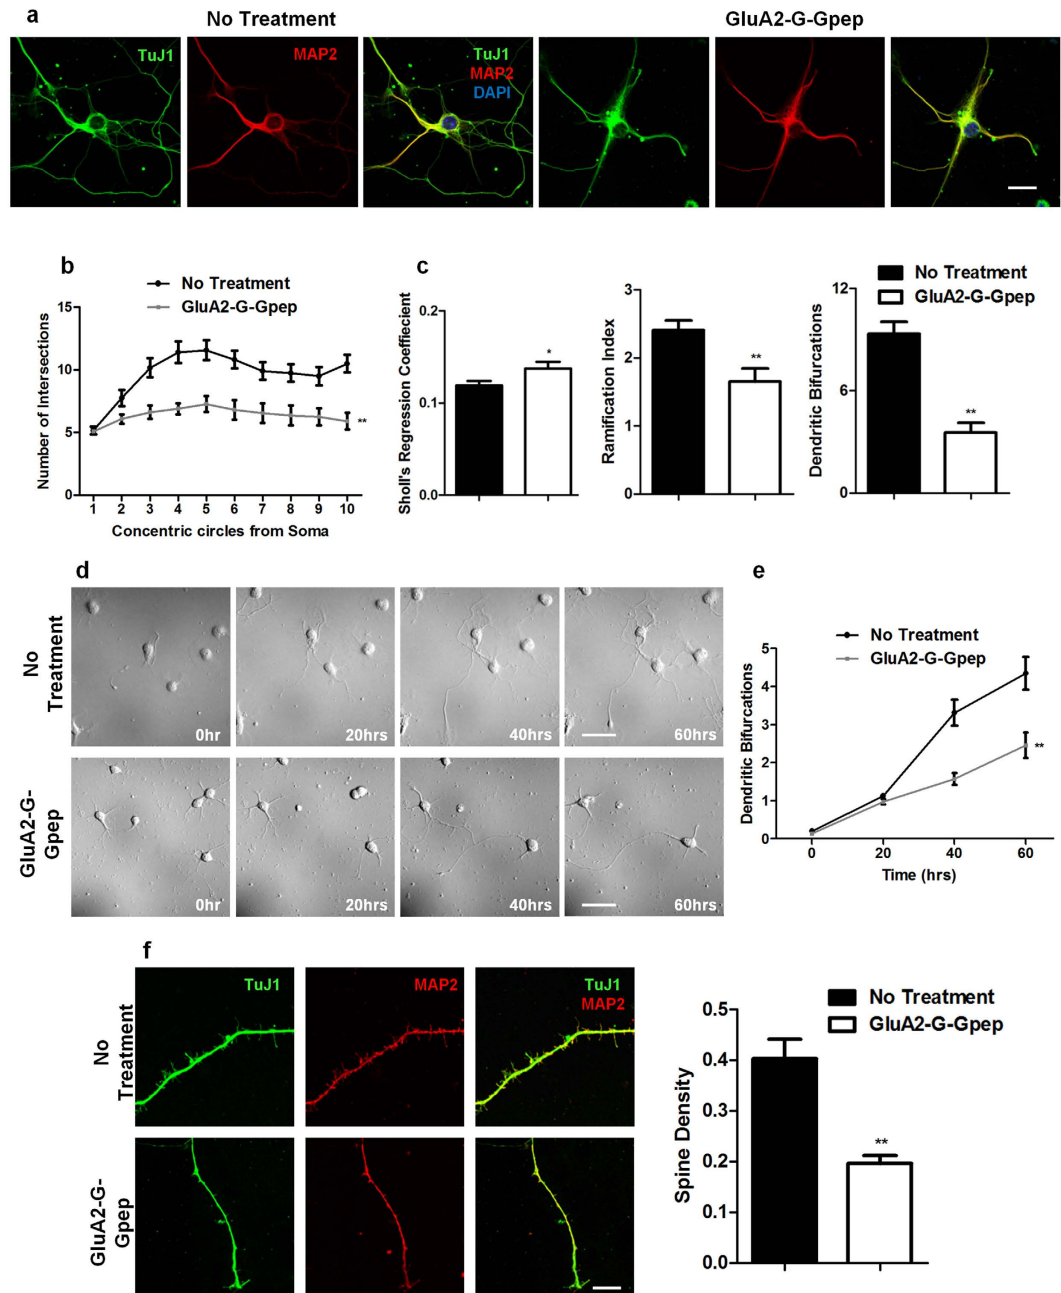 a
No Treatment
GluA2-G-Gpep
TuJ1
MAP2
TuJ1
MAP2
DAPI
b
No Treatment
GluA2-G-Gpep
Number of Intersections
15
10
5
0
**
1 2 3 4 5 6 7 8 9 10
Concentric circles from Soma
c
No Treatment
GluA2-G-Gpep
Sholl's Regression Coeffiecient
0.2
0.1
0.0
*
Ramification Index
3
2
1
0
**
Dendritic Bifurcations
12
6
0
**
d
No
Treatment
0hr
20hrs
40hrs
60hrs
GluA2-G-
Gpep
0hr
20hrs
40hrs
60hrs
e
No Treatment
GluA2-G-Gpep
Dendritic Bifurcations
5
4
3
2
1
0
**
0 20 40 60
Time (hrs)
f
No
Treatment
TuJ1
MAP2
TuJ1
MAP2
GluA2-G-
Gpep
No Treatment
GluA2-G-Gpep
Spine Density
0.5
0.4
0.3
0.2
0.1
0.0
**